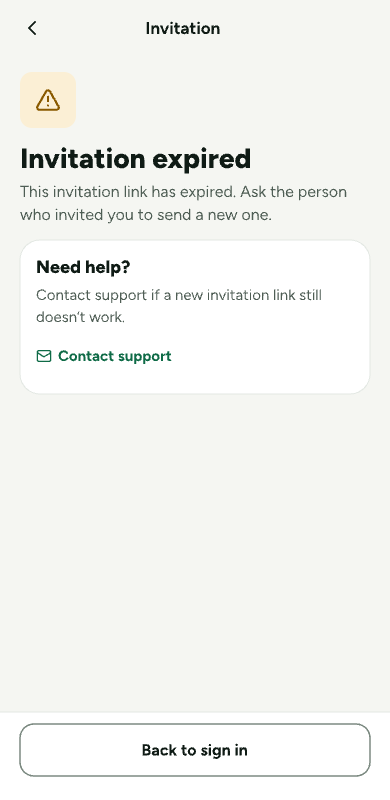 Invitation
Invitation expired
This invitation link has expired. Ask the person
who invited you to send a new one.
Need help?
Contact support if a new invitation link still
doesn't work.
Contact support
Back to sign in